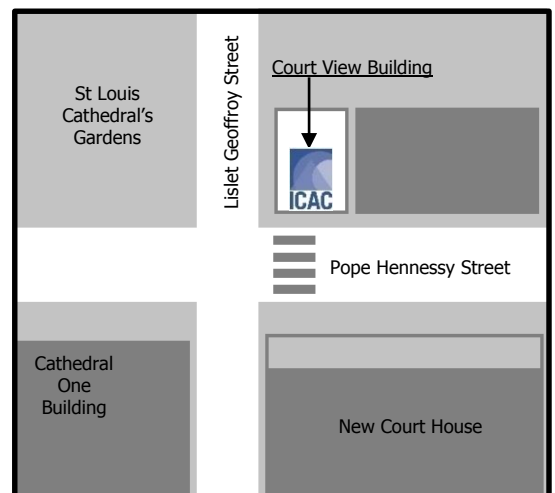 St Louis
Cathedral's
Gardens
Lislet Geoffroy Street
Court View Building
ICAC
Pope Hennessy Street
Cathedral
One
Building
New Court House